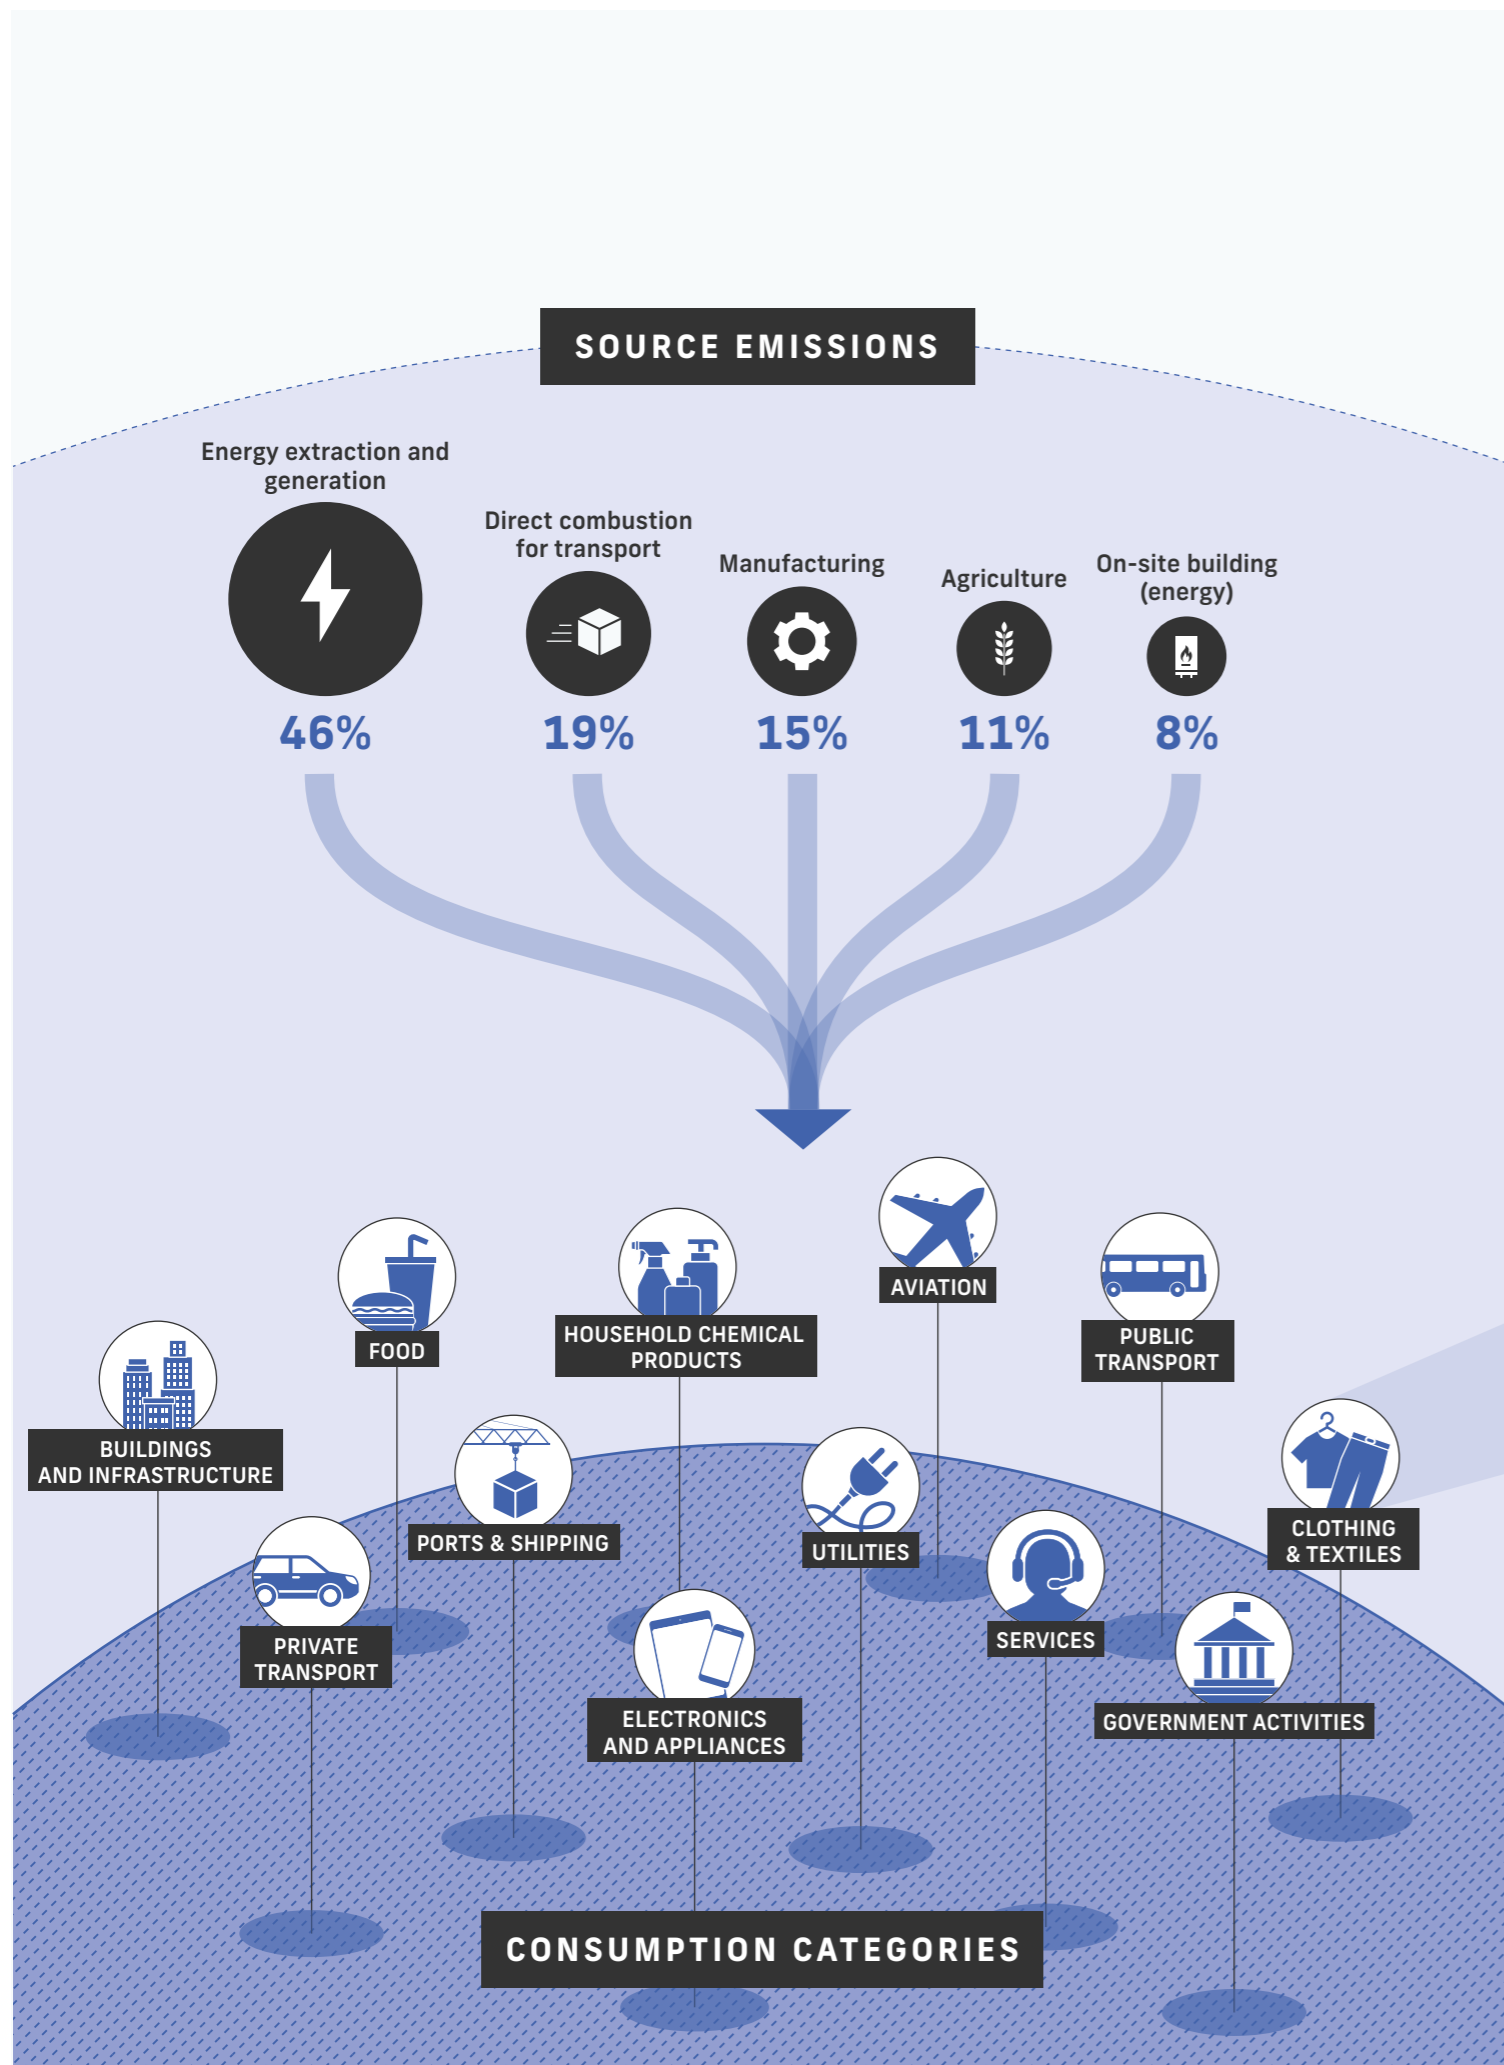 SOURCE EMISSIONS
Energy extraction and
generation
46%
Direct combustion
for transport
19%
Manufacturing
15%
Agriculture
11%
On-site building
(energy)
8%
AVIATION
FOOD
HOUSEHOLD CHEMICAL
PRODUCTS
PUBLIC
TRANSPORT
BUILDINGS
AND INFRASTRUCTURE
PORTS & SHIPPING
UTILITIES
CLOTHING
& TEXTILES
PRIVATE
TRANSPORT
SERVICES
ELECTRONICS
AND APPLIANCES
GOVERNMENT ACTIVITIES
CONSUMPTION CATEGORIES